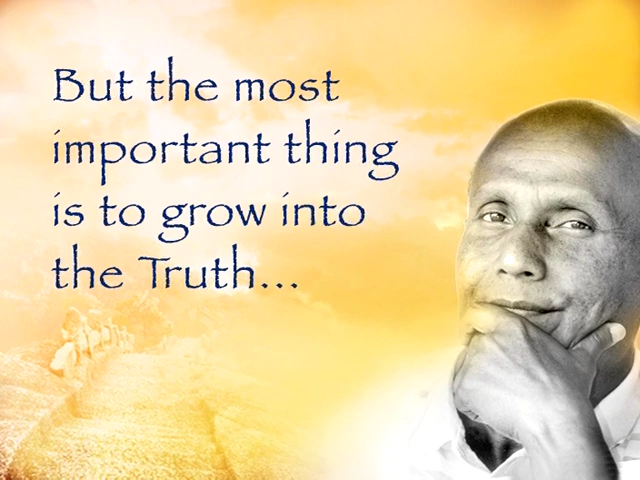 But the most
important thing
is to grow into
the Truth...